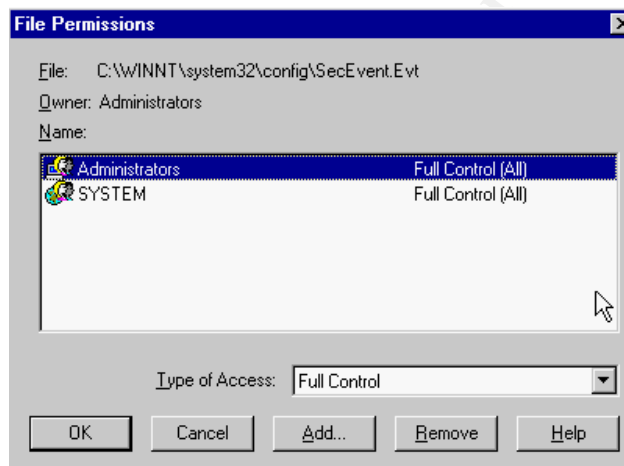 File Permissions
File: C:\WINNT\system32\config\SecEvent.Evt
Owner: Administrators
Name:
Administrators Full Control (All)
SYSTEM Full Control (All)
Type of Access: Full Control
OK Cancel Add... Remove Help